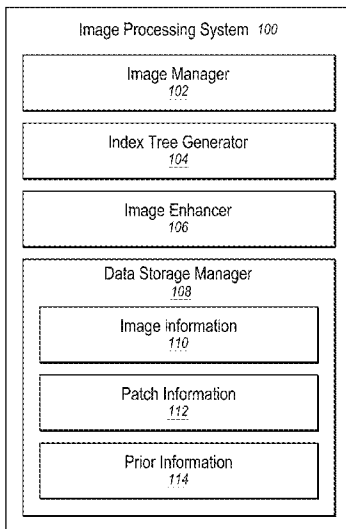 Image Processing System 100
Image Manager
102
Index Tree Generator
104
Image Enhancer
106
Data Storage Manager
108
Image Information
110
Patch Information
112
Prior Information
114